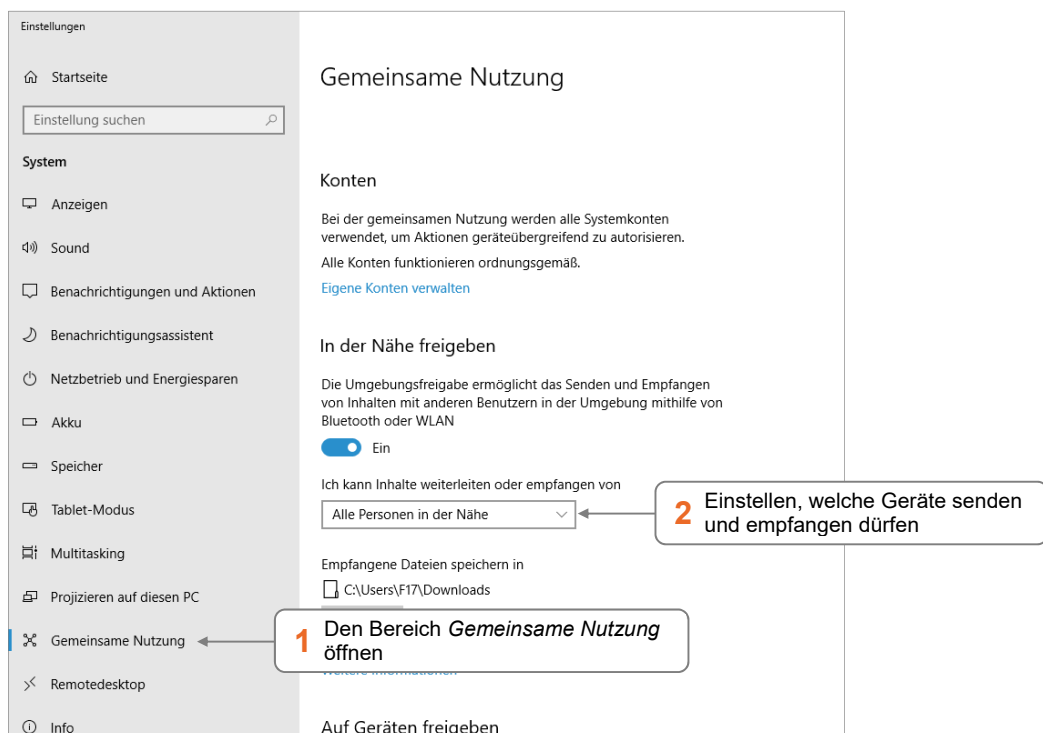 Einstellungen
Startseite
Einstellung suchen
System
Anzeigen
Sound
Benachrichtigungen und Aktionen
Benachrichtigungsassistent
Netzbetrieb und Energiesparen
Akku
Speicher
Tablet-Modus
Multitasking
Projizieren auf diesen PC
Gemeinsame Nutzung
Remotedesktop
Info
Gemeinsame Nutzung
Konten
Bei der gemeinsamen Nutzung werden alle Systemkonten
verwendet, um Aktionen geräteübergreifend zu autorisieren.
Alle Konten funktionieren ordnungsgemäß.
Eigene Konten verwalten
In der Nähe freigeben
Die Umgebungsfreigabe ermöglicht das Senden und Empfangen
von Inhalten mit anderen Benutzern in der Umgebung mithilfe von
Bluetooth oder WLAN
Ein
Ich kann Inhalte weiterleiten oder empfangen von
Alle Personen in der Nähe
2 Einstellen, welche Geräte senden
und empfangen dürfen
Empfangene Dateien speichern in
C:\Users\F17\Downloads
1 Den Bereich Gemeinsame Nutzung
öffnen
Weitere Informationen
Auf Geräten freigeben